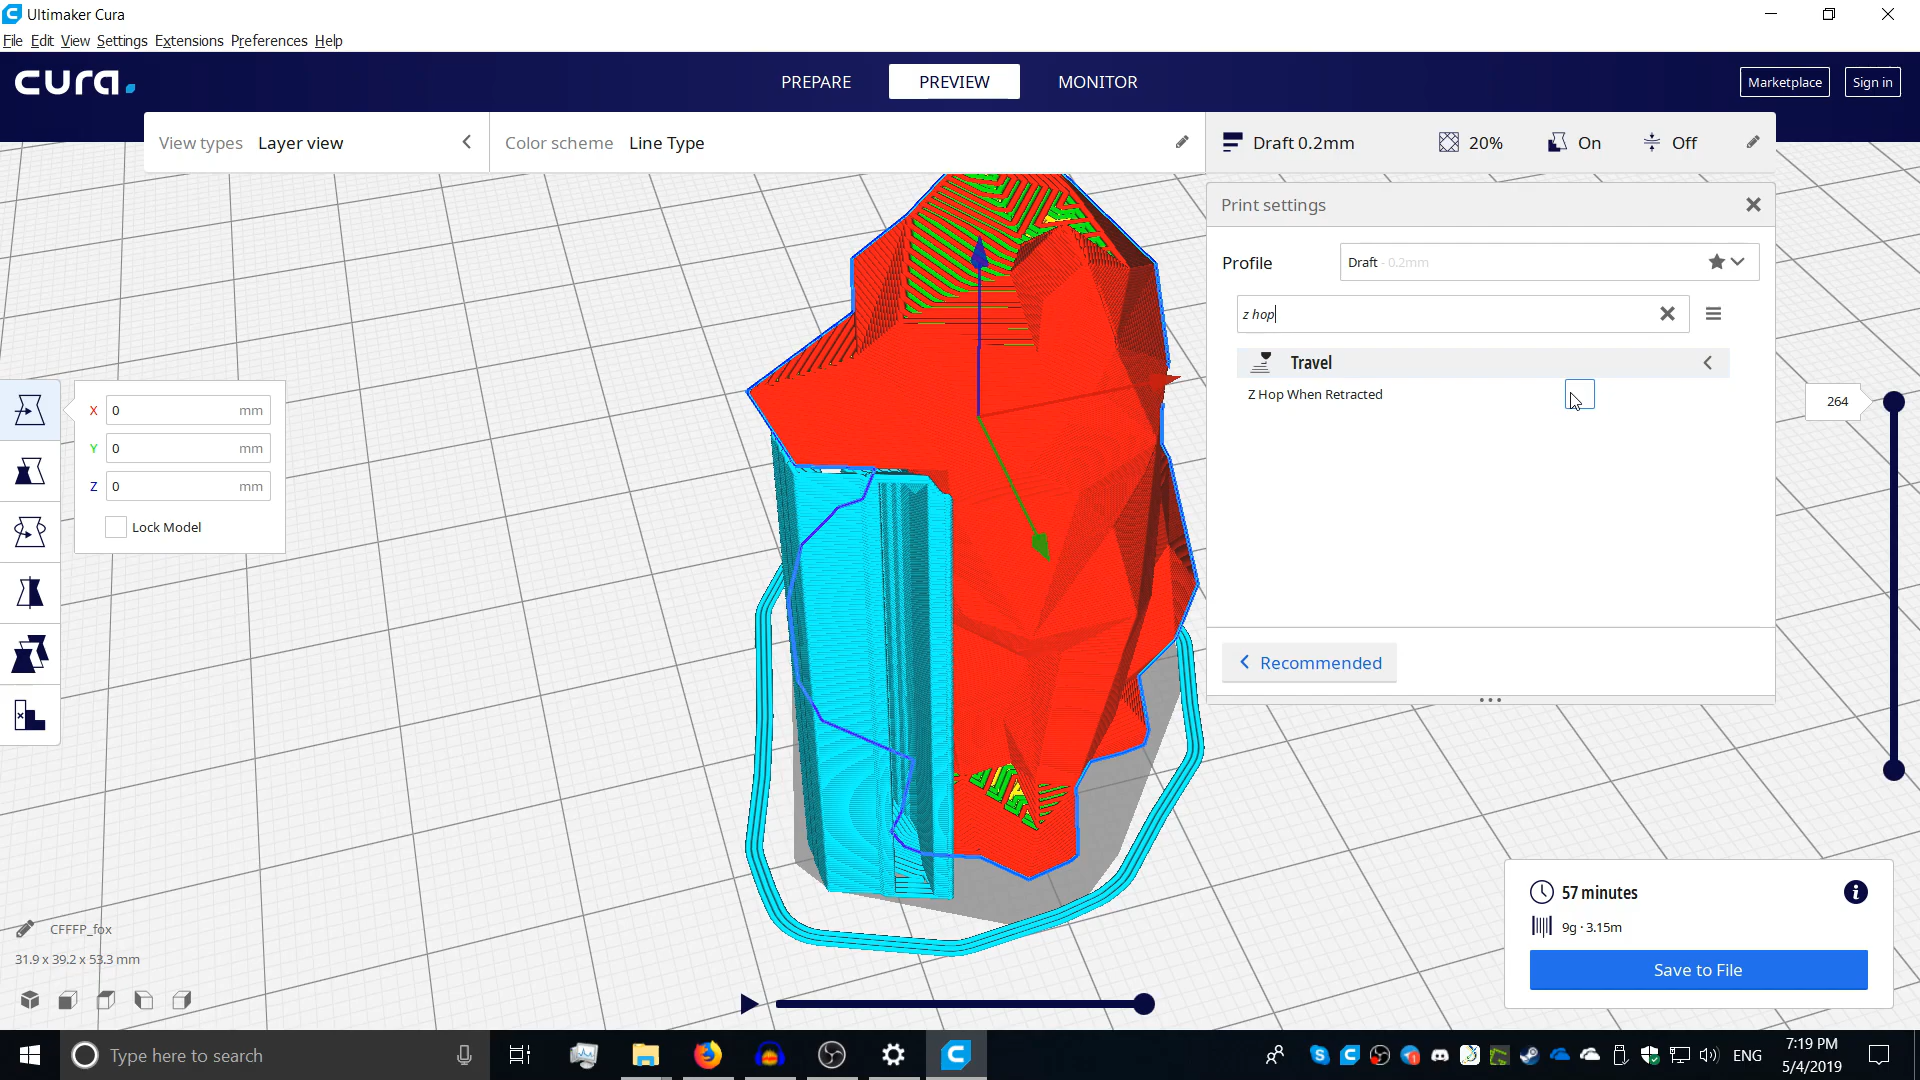 Ultimaker Cura
File Edit View Settings Extensions Preferences Help
cura.
PREPARE PREVIEW MONITOR
Marketplace Sign in
View types Layer view
Color scheme Line Type
Draft 0.2mm 20% On Off
Print settings
Profile Draft - 0.2mm
z hop
Travel
Z Hop When Retracted
264
X 0 mm
Y 0 mm
Z 0 mm
Lock Model
Recommended
57 minutes
9g · 3.15m
Save to File
CFFFP_fox
31.9 x 39.2 x 53.3 mm
Type here to search
ENG
7:19 PM
5/4/2019